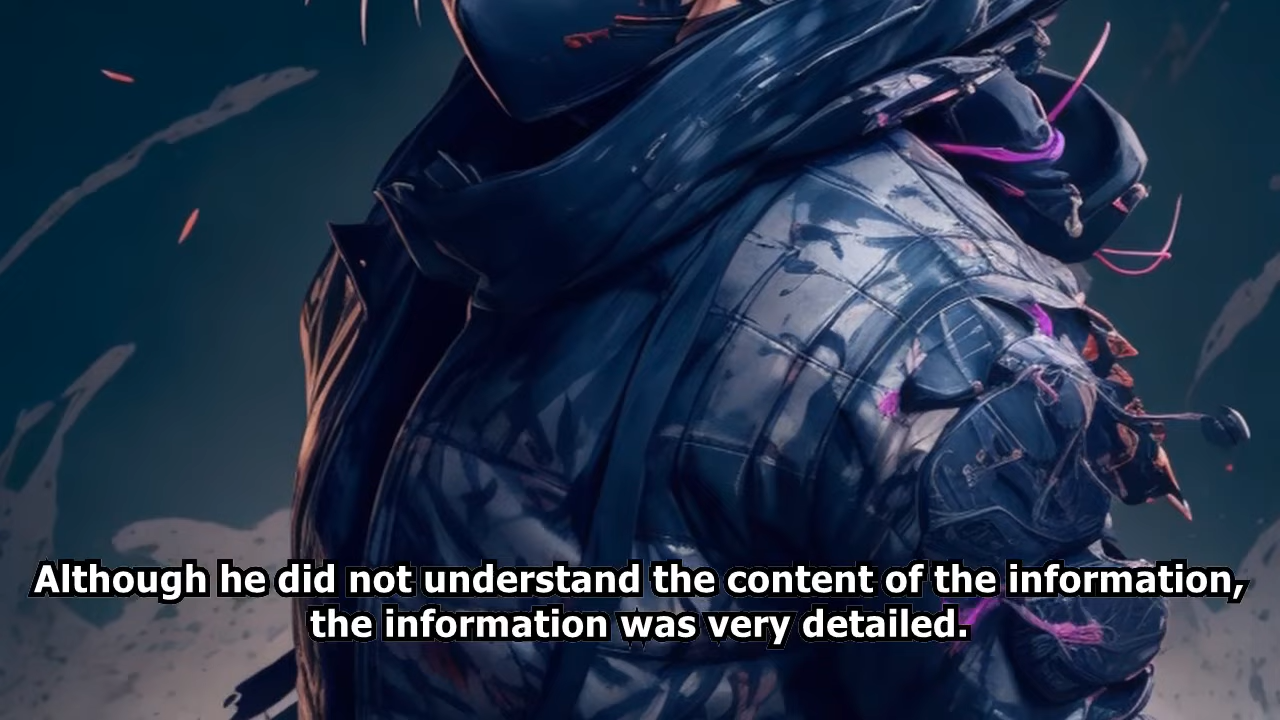 Although he did not understand the content of the information,
the information was very detailed.